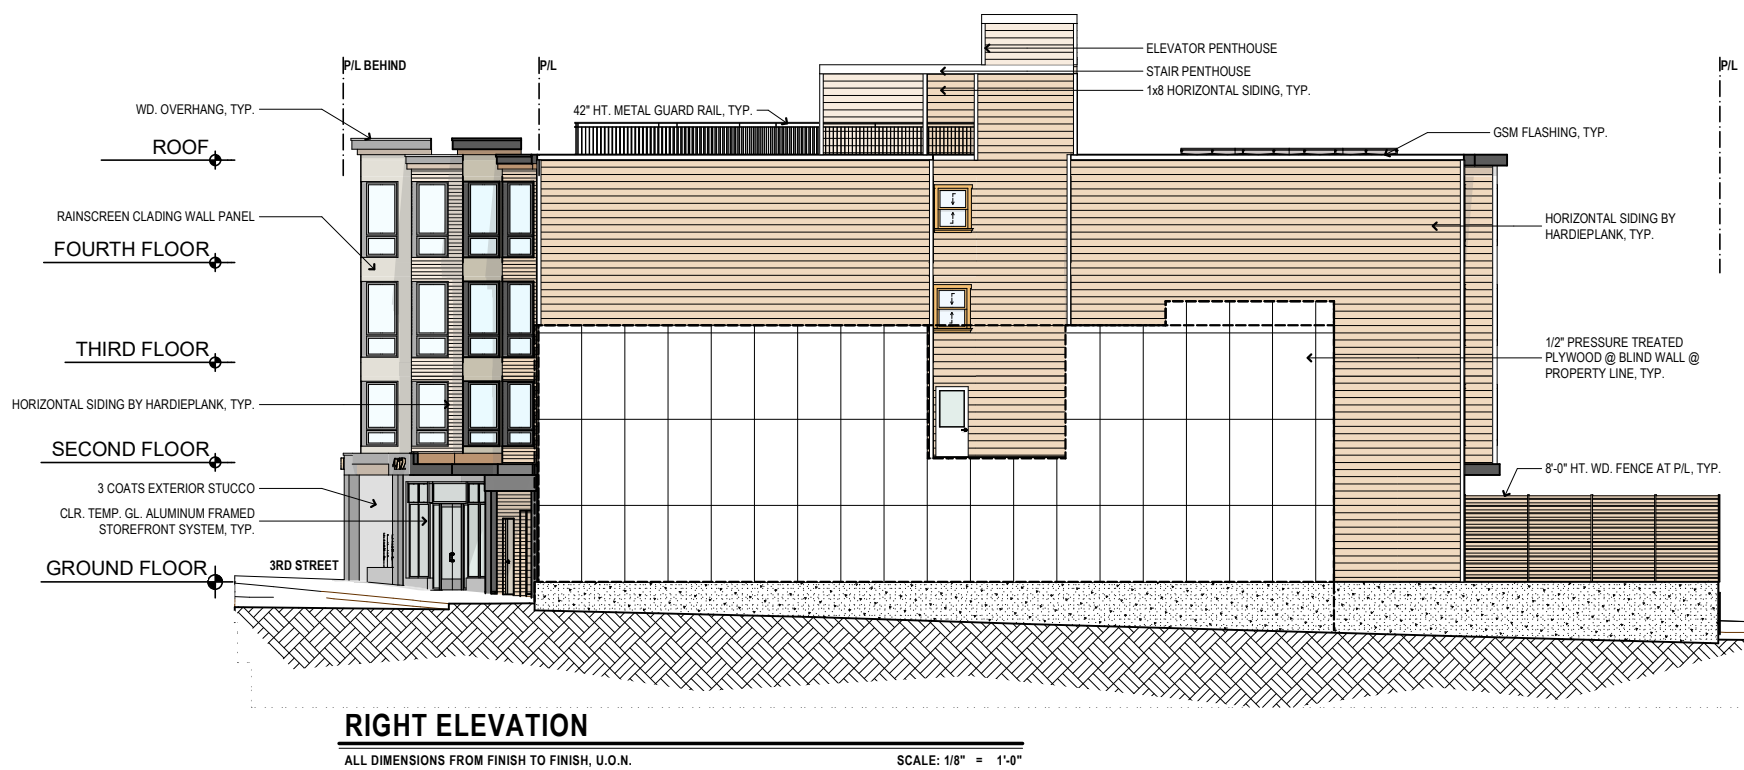 ELEVATOR PENTHOUSE
P/L BEHIND
P/L
STAIR PENTHOUSE
P/L
1x8 HORIZONTAL SIDING, TYP.
WD. OVERHANG, TYP.
42" HT. METAL GUARD RAIL, TYP.
GSM FLASHING, TYP.
ROOF
RAINSCREEN CLADING WALL PANEL
HORIZONTAL SIDING BY
HARDIEPLANK, TYP.
FOURTH FLOOR
THIRD FLOOR
1/2" PRESSURE TREATED
PLYWOOD @ BLIND WALL @
PROPERTY LINE, TYP.
HORIZONTAL SIDING BY HARDIEPLANK, TYP.
SECOND FLOOR
8'-0" HT. WD. FENCE AT P/L, TYP.
3 COATS EXTERIOR STUCCO
CLR. TEMP. GL. ALUMINUM FRAMED
STOREFRONT SYSTEM, TYP.
3RD STREET
GROUND FLOOR
RIGHT ELEVATION
ALL DIMENSIONS FROM FINISH TO FINISH, U.O.N.
SCALE: 1/8" = 1'-0"